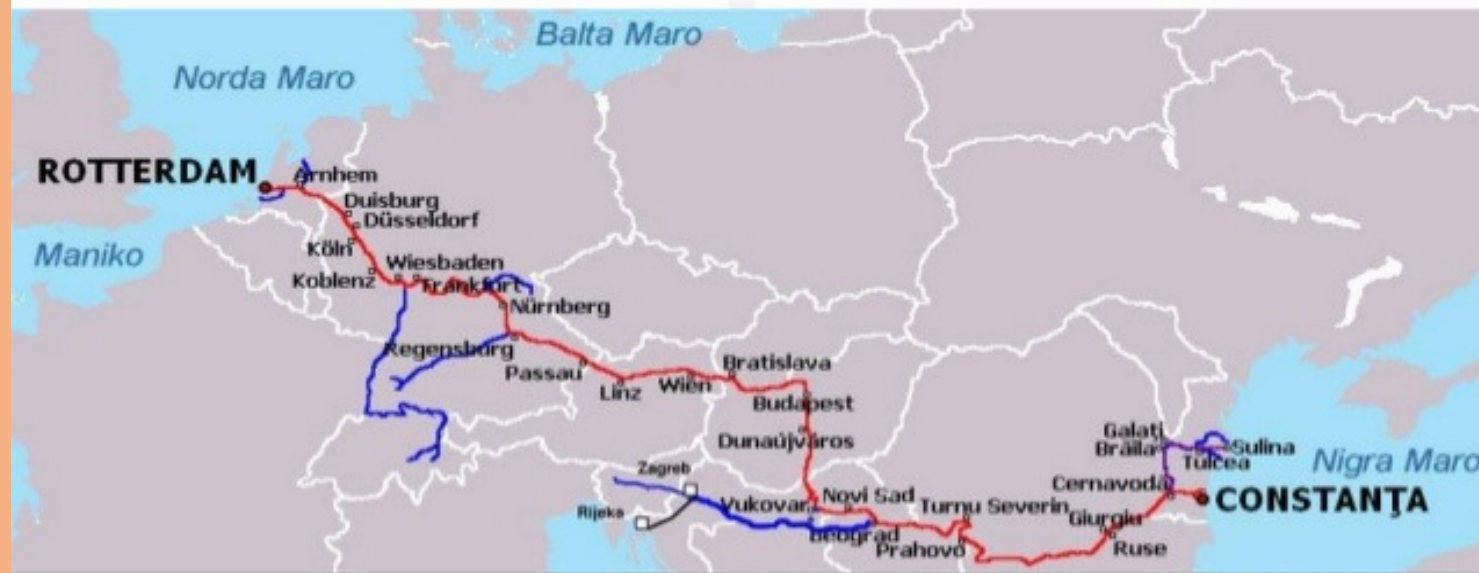 Balta Maro
Norda Maro
ROTTERDAM
Arnhem
Duisburg
Düsseldorf
Köln
Maniko
Wiesbaden
Koblenz
Frankfurt
Nürnberg
Regensburg
Passau
Linz
Wien
Bratislava
Budapest
Dunaújváros
Galați
Brăila
Sulina
Tulcea
Nigra Maro
Zagreb
Cernavodă
Vukovar
Novi Sad
Turnu Severin
CONSTANŢA
Rijeka
Giurgiu
Beograd
Prahovo
Ruse